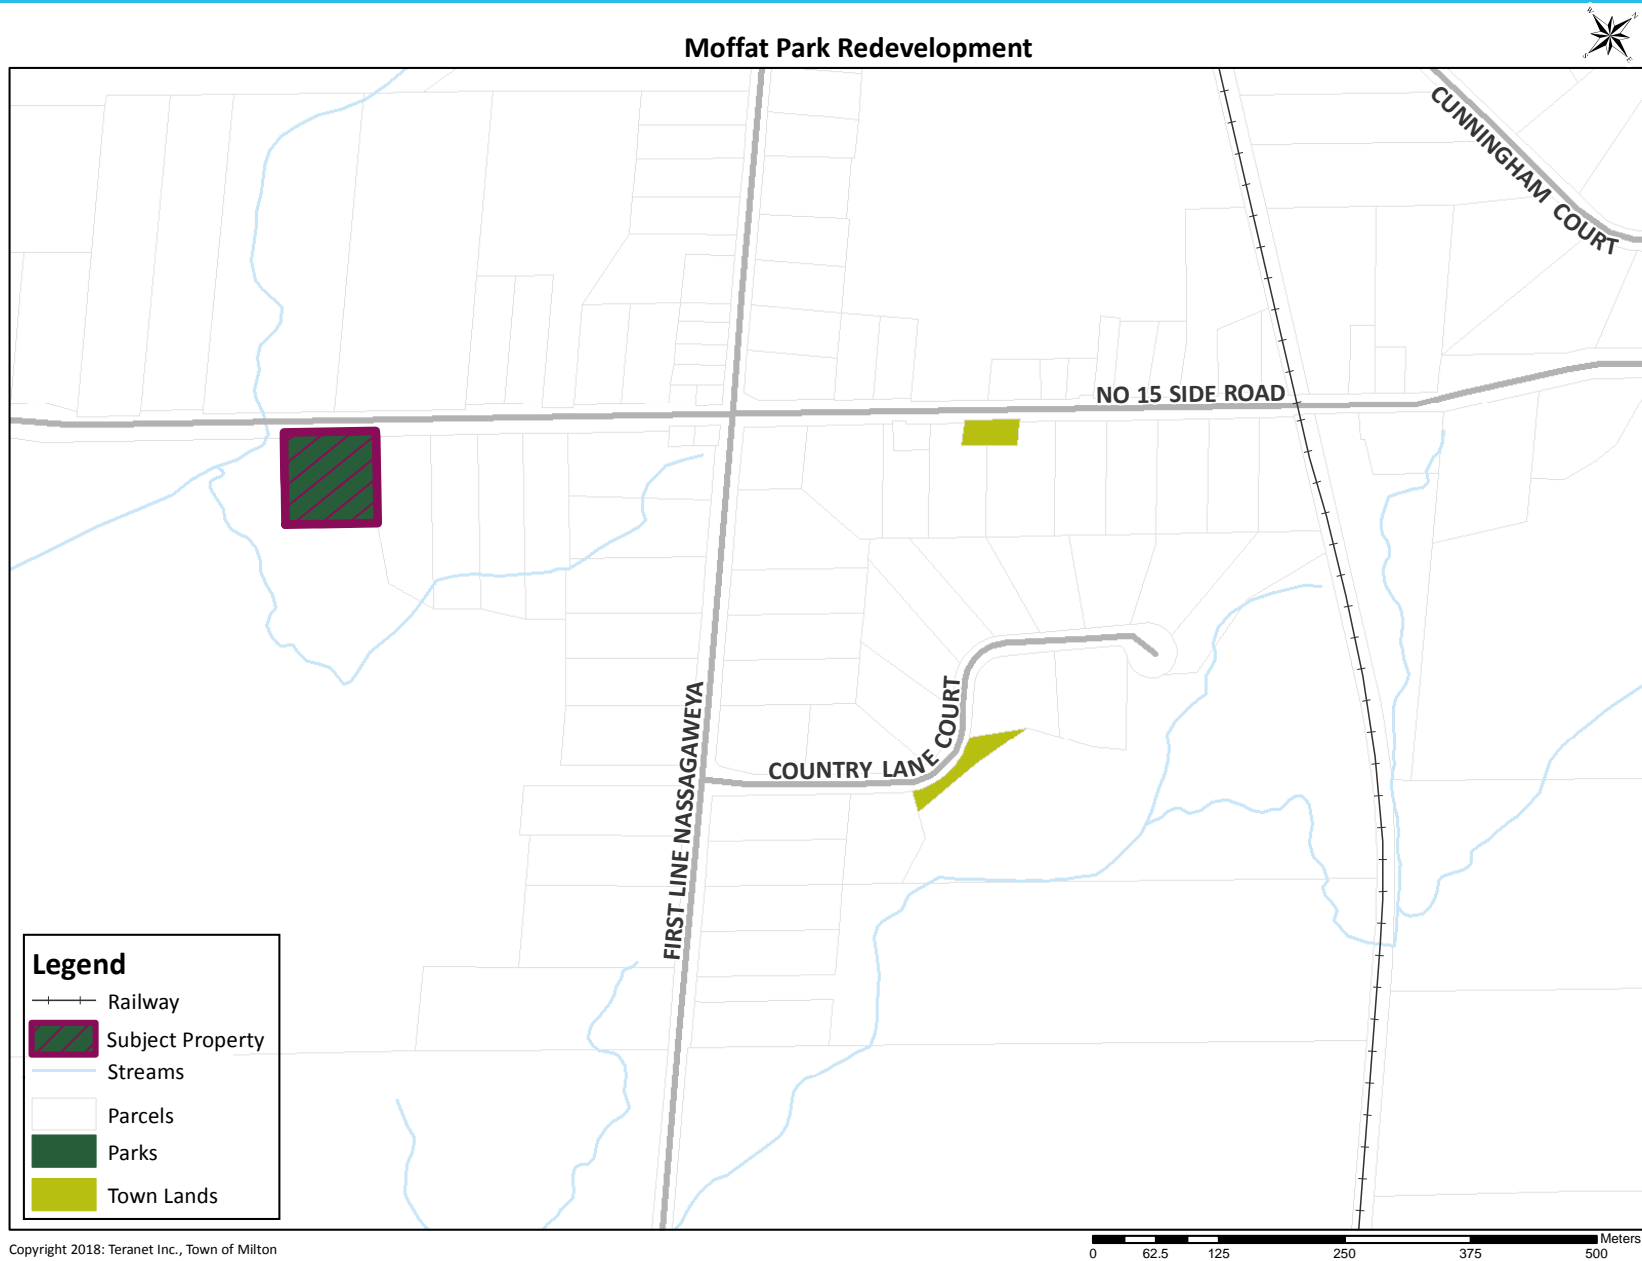 Moffat Park Redevelopment
W
N
S
E
CUNNINGHAM COURT
NO 15 SIDE ROAD
FIRST LINE NASSAGAWEYA
COUNTRY LANE COURT
Legend
Railway
Subject Property
Streams
Parcels
Parks
Town Lands
Copyright 2018: Teranet Inc., Town of Milton
Meters
0 62.5 125 250 375 500